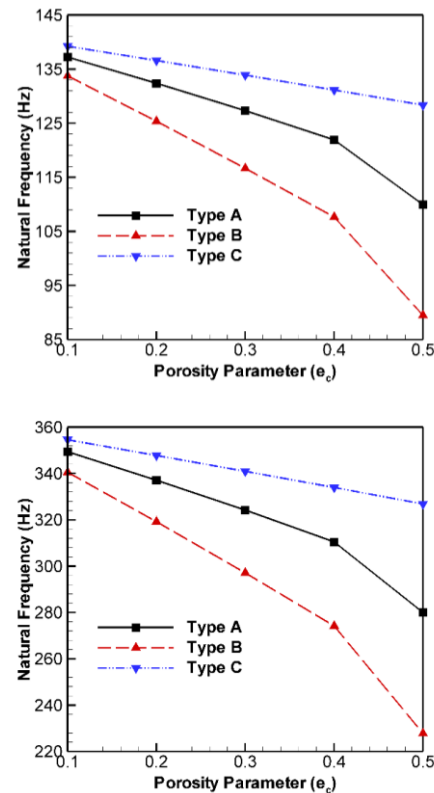 145
135
125
115
105
95
85
Natural Frequency (Hz)
Type A
Type B
Type C
0.1 0.2 0.3 0.4 0.5
Porosity Parameter (e_c)
360
340
320
300
280
260
240
220
Natural Frequency (Hz)
Type A
Type B
Type C
0.1 0.2 0.3 0.4 0.5
Porosity Parameter (e_c)